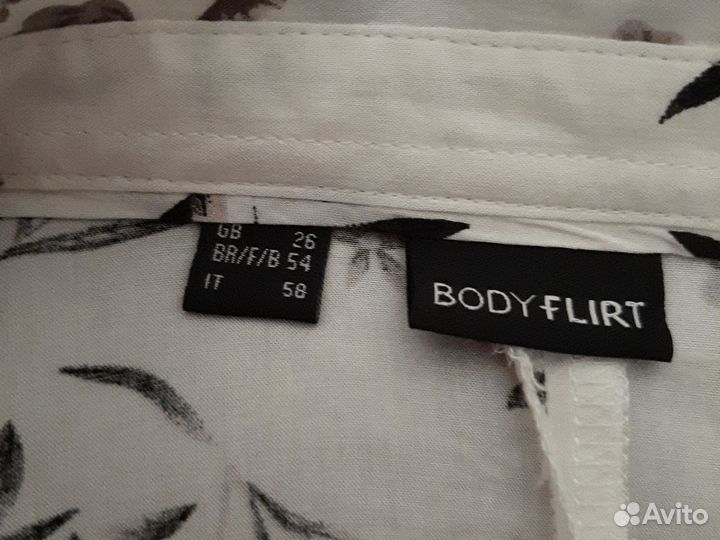 GB 26
BR/F/B 54
IT 58
BODYFLIRT
Avito